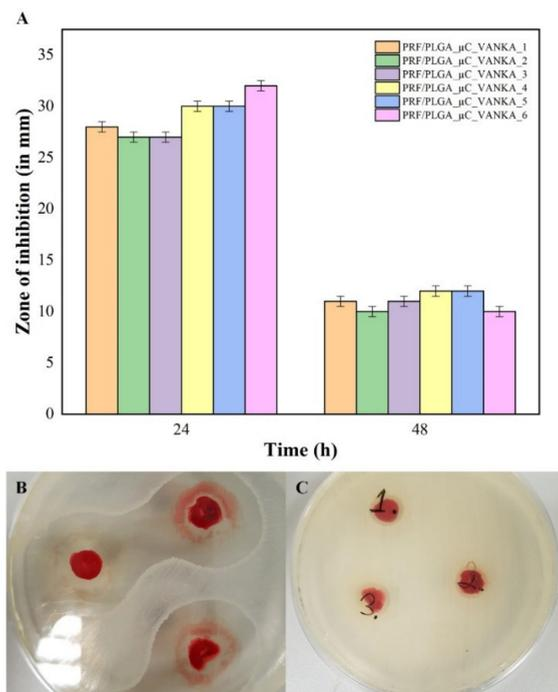 A
Zone of inhibition (in mm)
35
30
25
20
15
10
5
0
PRF/PLGA_µC_VANKA_1
PRF/PLGA_µC_VANKA_2
PRF/PLGA_µC_VANKA_3
PRF/PLGA_µC_VANKA_4
PRF/PLGA_µC_VANKA_5
PRF/PLGA_µC_VANKA_6
24
48
Time (h)
B
C
1.
2
3.